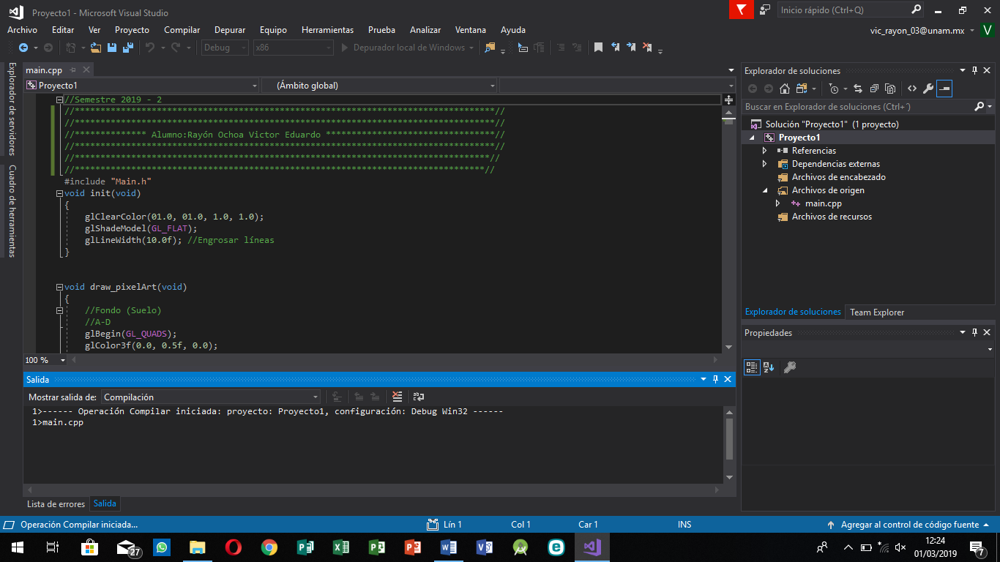 Proyecto1 - Microsoft Visual Studio
Inicio rápido (Ctrl+Q)
Archivo Editar Ver Proyecto Compilar Depurar Equipo Herramientas Prueba Analizar Ventana Ayuda
vic_rayon_03@unam.mx V
Debug x86 Depurador local de Windows
Explorador de servidores
Cuadro de herramientas
main.cpp
Proyecto1 (Ámbito global)
//Semestre 2019 - 2
//**********************************************************************************//
//**********************************************************************************//
//************** Alumno:Rayón Ochoa Victor Eduardo *********************************//
//**********************************************************************************//
//*********************************************************************************//
//********************************************************************************//
#include "Main.h"
void init(void)
{
glClearColor(01.0, 01.0, 1.0, 1.0);
glShadeModel(GL_FLAT);
glLineWidth(10.0f); //Engrosar líneas
}
void draw_pixelArt(void)
{
//Fondo (Suelo)
//A-D
glBegin(GL_QUADS);
glColor3f(0.0, 0.5f, 0.0);
100 %
Salida
Mostrar salida de: Compilación
1>------ Operación Compilar iniciada: proyecto: Proyecto1, configuración: Debug Win32 ------
1>main.cpp
Lista de errores Salida
Explorador de soluciones
Buscar en Explorador de soluciones (Ctrl+´)
Solución "Proyecto1" (1 proyecto)
Proyecto1
Referencias
Dependencias externas
Archivos de encabezado
Archivos de origen
main.cpp
Archivos de recursos
Explorador de soluciones Team Explorer
Propiedades
Operación Compilar iniciada... Lín 1 Col 1 Car 1 INS Agregar al control de código fuente
27
12:24
01/03/2019
7